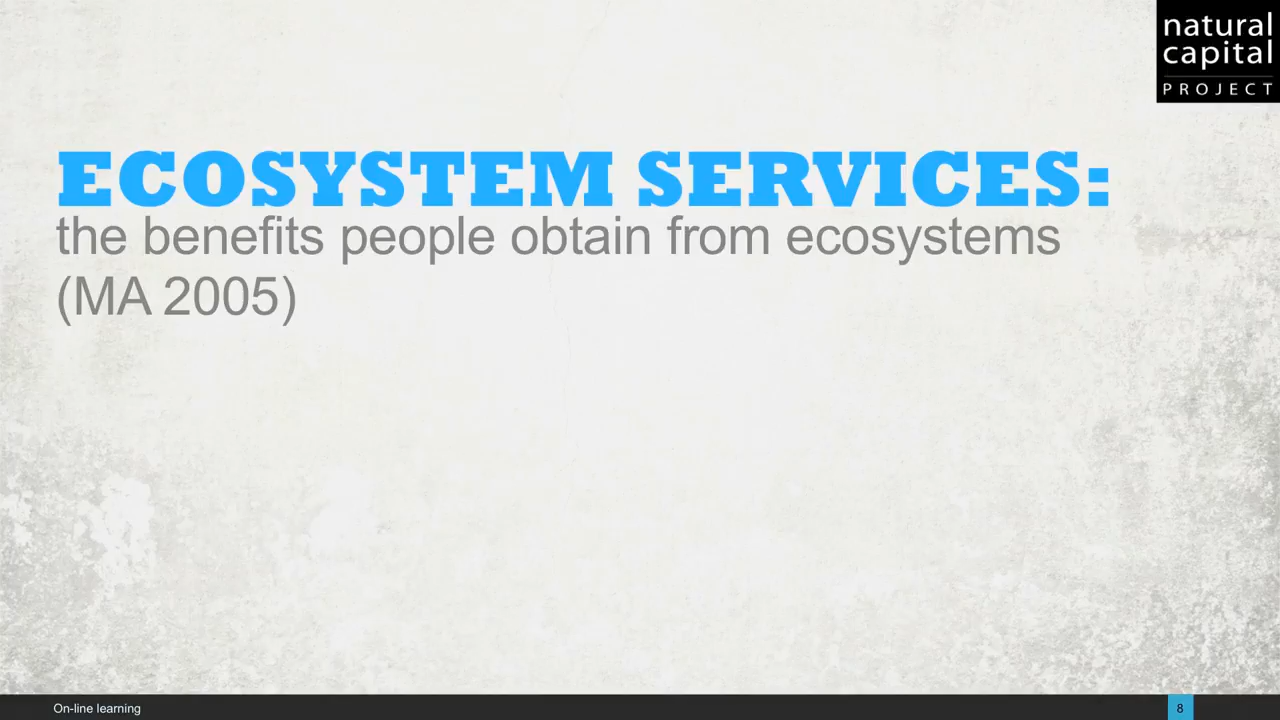 natural
capital
PROJECT
ECOSYSTEM SERVICES:
the benefits people obtain from ecosystems
(MA 2005)
On-line learning
8